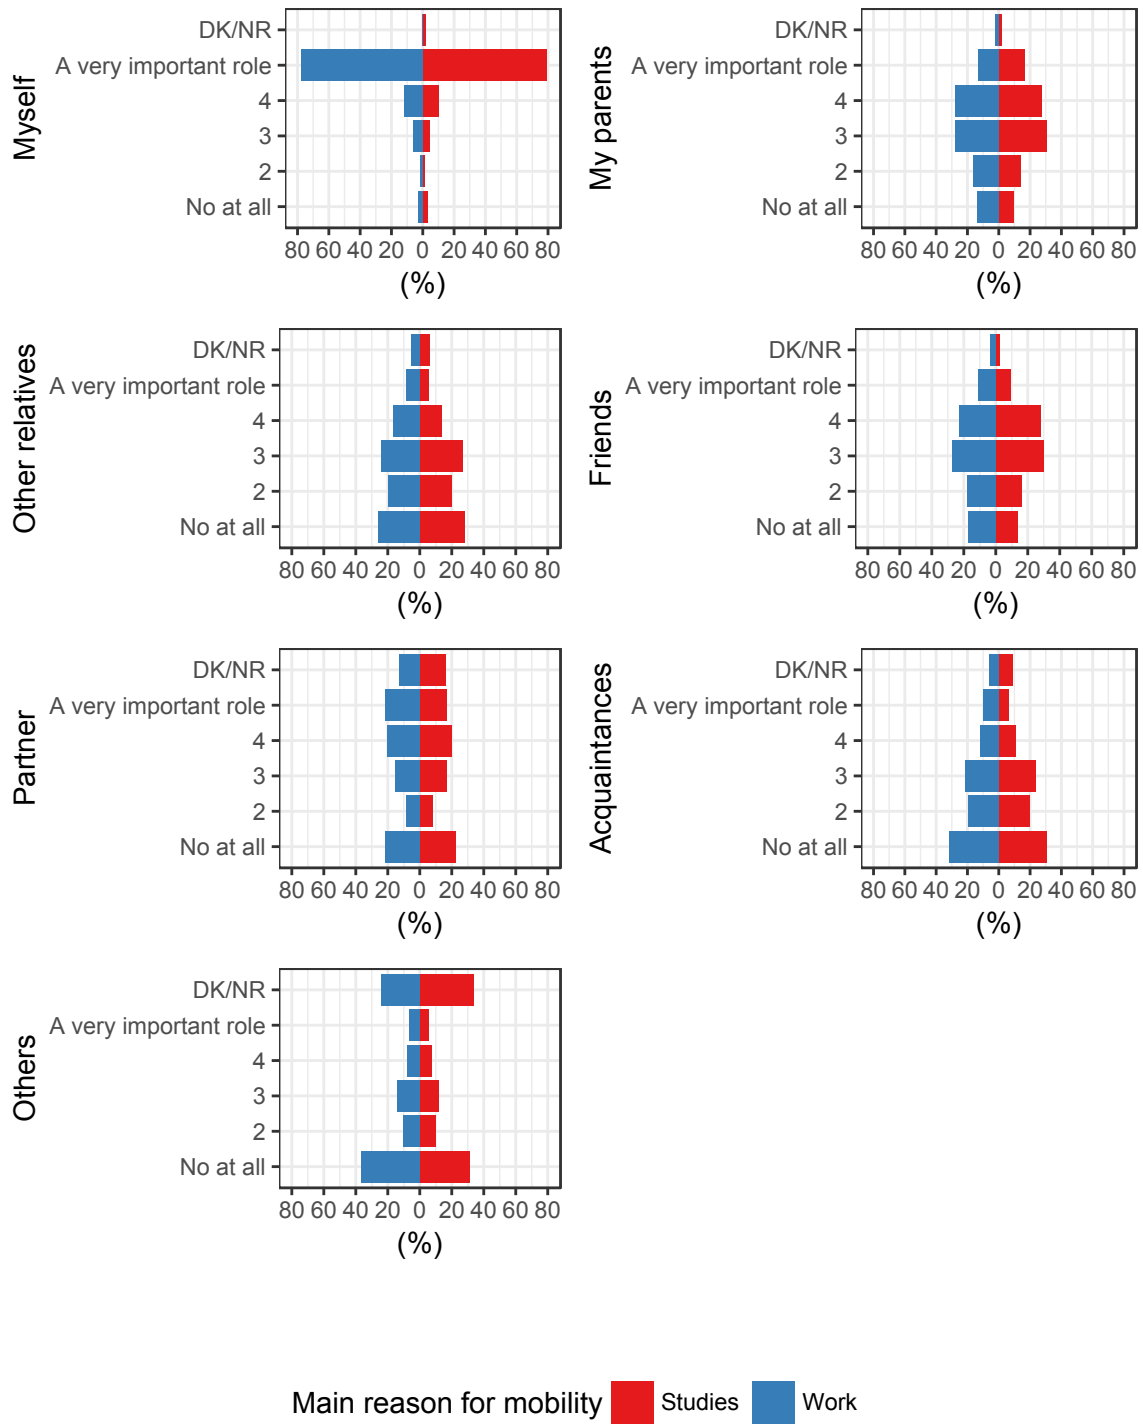 Myself
DK/NR
A very important role
4
3
2
No at all
80 60 40 20 0 20 40 60 80
(%)
My parents
DK/NR
A very important role
4
3
2
No at all
80 60 40 20 0 20 40 60 80
(%)
Other relatives
DK/NR
A very important role
4
3
2
No at all
80 60 40 20 0 20 40 60 80
(%)
Friends
DK/NR
A very important role
4
3
2
No at all
80 60 40 20 0 20 40 60 80
(%)
Partner
DK/NR
A very important role
4
3
2
No at all
80 60 40 20 0 20 40 60 80
(%)
Acquaintances
DK/NR
A very important role
4
3
2
No at all
80 60 40 20 0 20 40 60 80
(%)
Others
DK/NR
A very important role
4
3
2
No at all
80 60 40 20 0 20 40 60 80
(%)
Main reason for mobility Studies Work